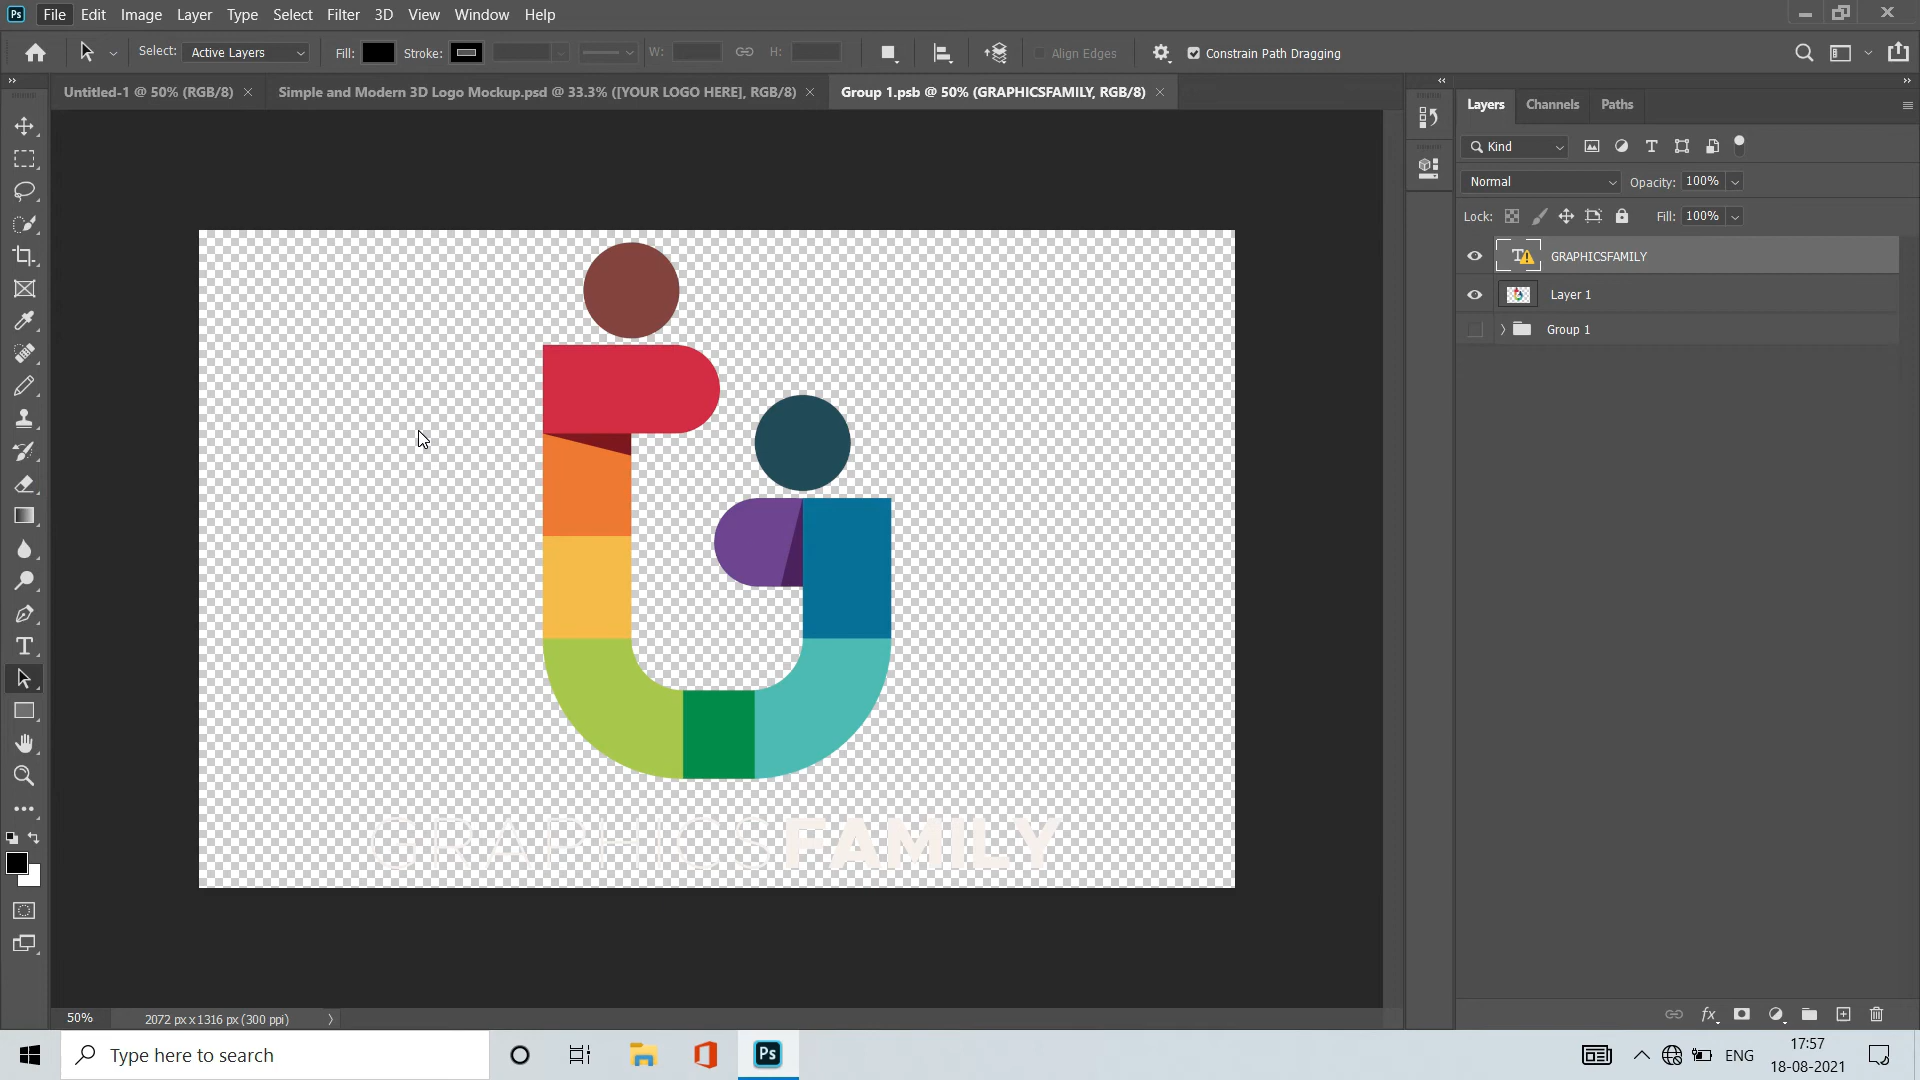 Ps File Edit Image Layer Type Select Filter 3D View Window Help
Select: Active Layers Fill: Stroke: W: H: Align Edges Constrain Path Dragging
Untitled-1 @ 50% (RGB/8) Simple and Modern 3D Logo Mockup.psd @ 33.3% ([YOUR LOGO HERE], RGB/8) Group 1.psb @ 50% (GRAPHICSFAMILY, RGB/8)
Layers Channels Paths
Kind
Normal Opacity: 100%
Lock: Fill: 100%
GRAPHICSFAMILY
Layer 1
Group 1
GRAPHICSFAMILY
50% 2072 px x 1316 px (300 ppi)
Type here to search
Ps
ENG
17:57
18-08-2021